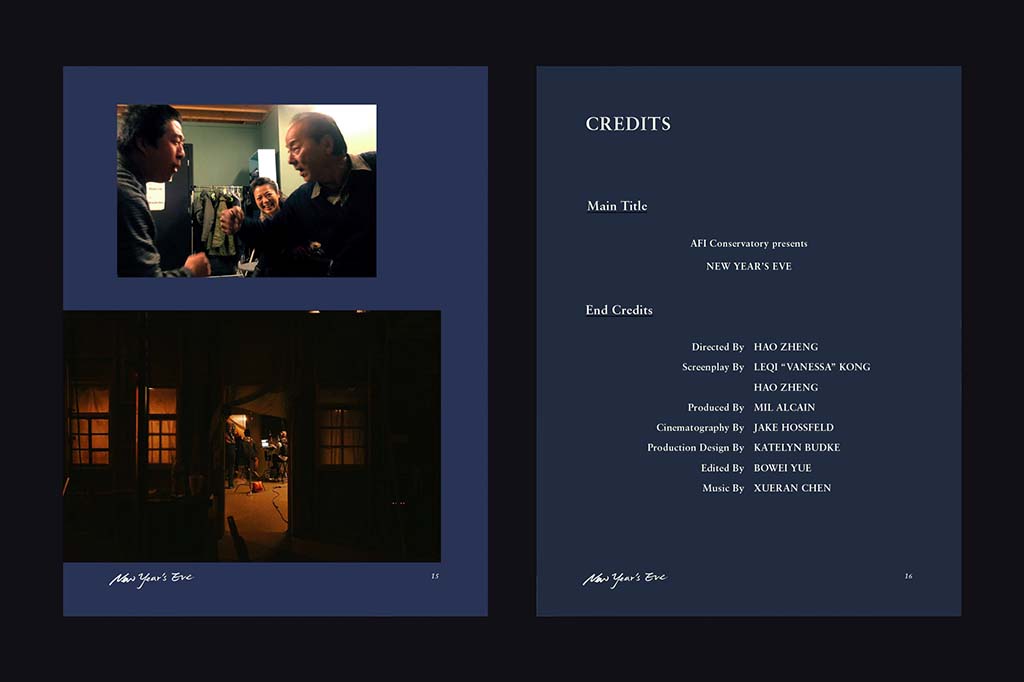 New Year's Eve
15
CREDITS
Main Title
AFI Conservatory presents
NEW YEAR'S EVE
End Credits
Directed By HAO ZHENG
Screenplay By LEQI “VANESSA” KONG
HAO ZHENG
Produced By MIL ALCAIN
Cinematography By JAKE HOSSFELD
Production Design By KATELYN BUDKE
Edited By BOWEI YUE
Music By XUERAN CHEN
New Year's Eve
16